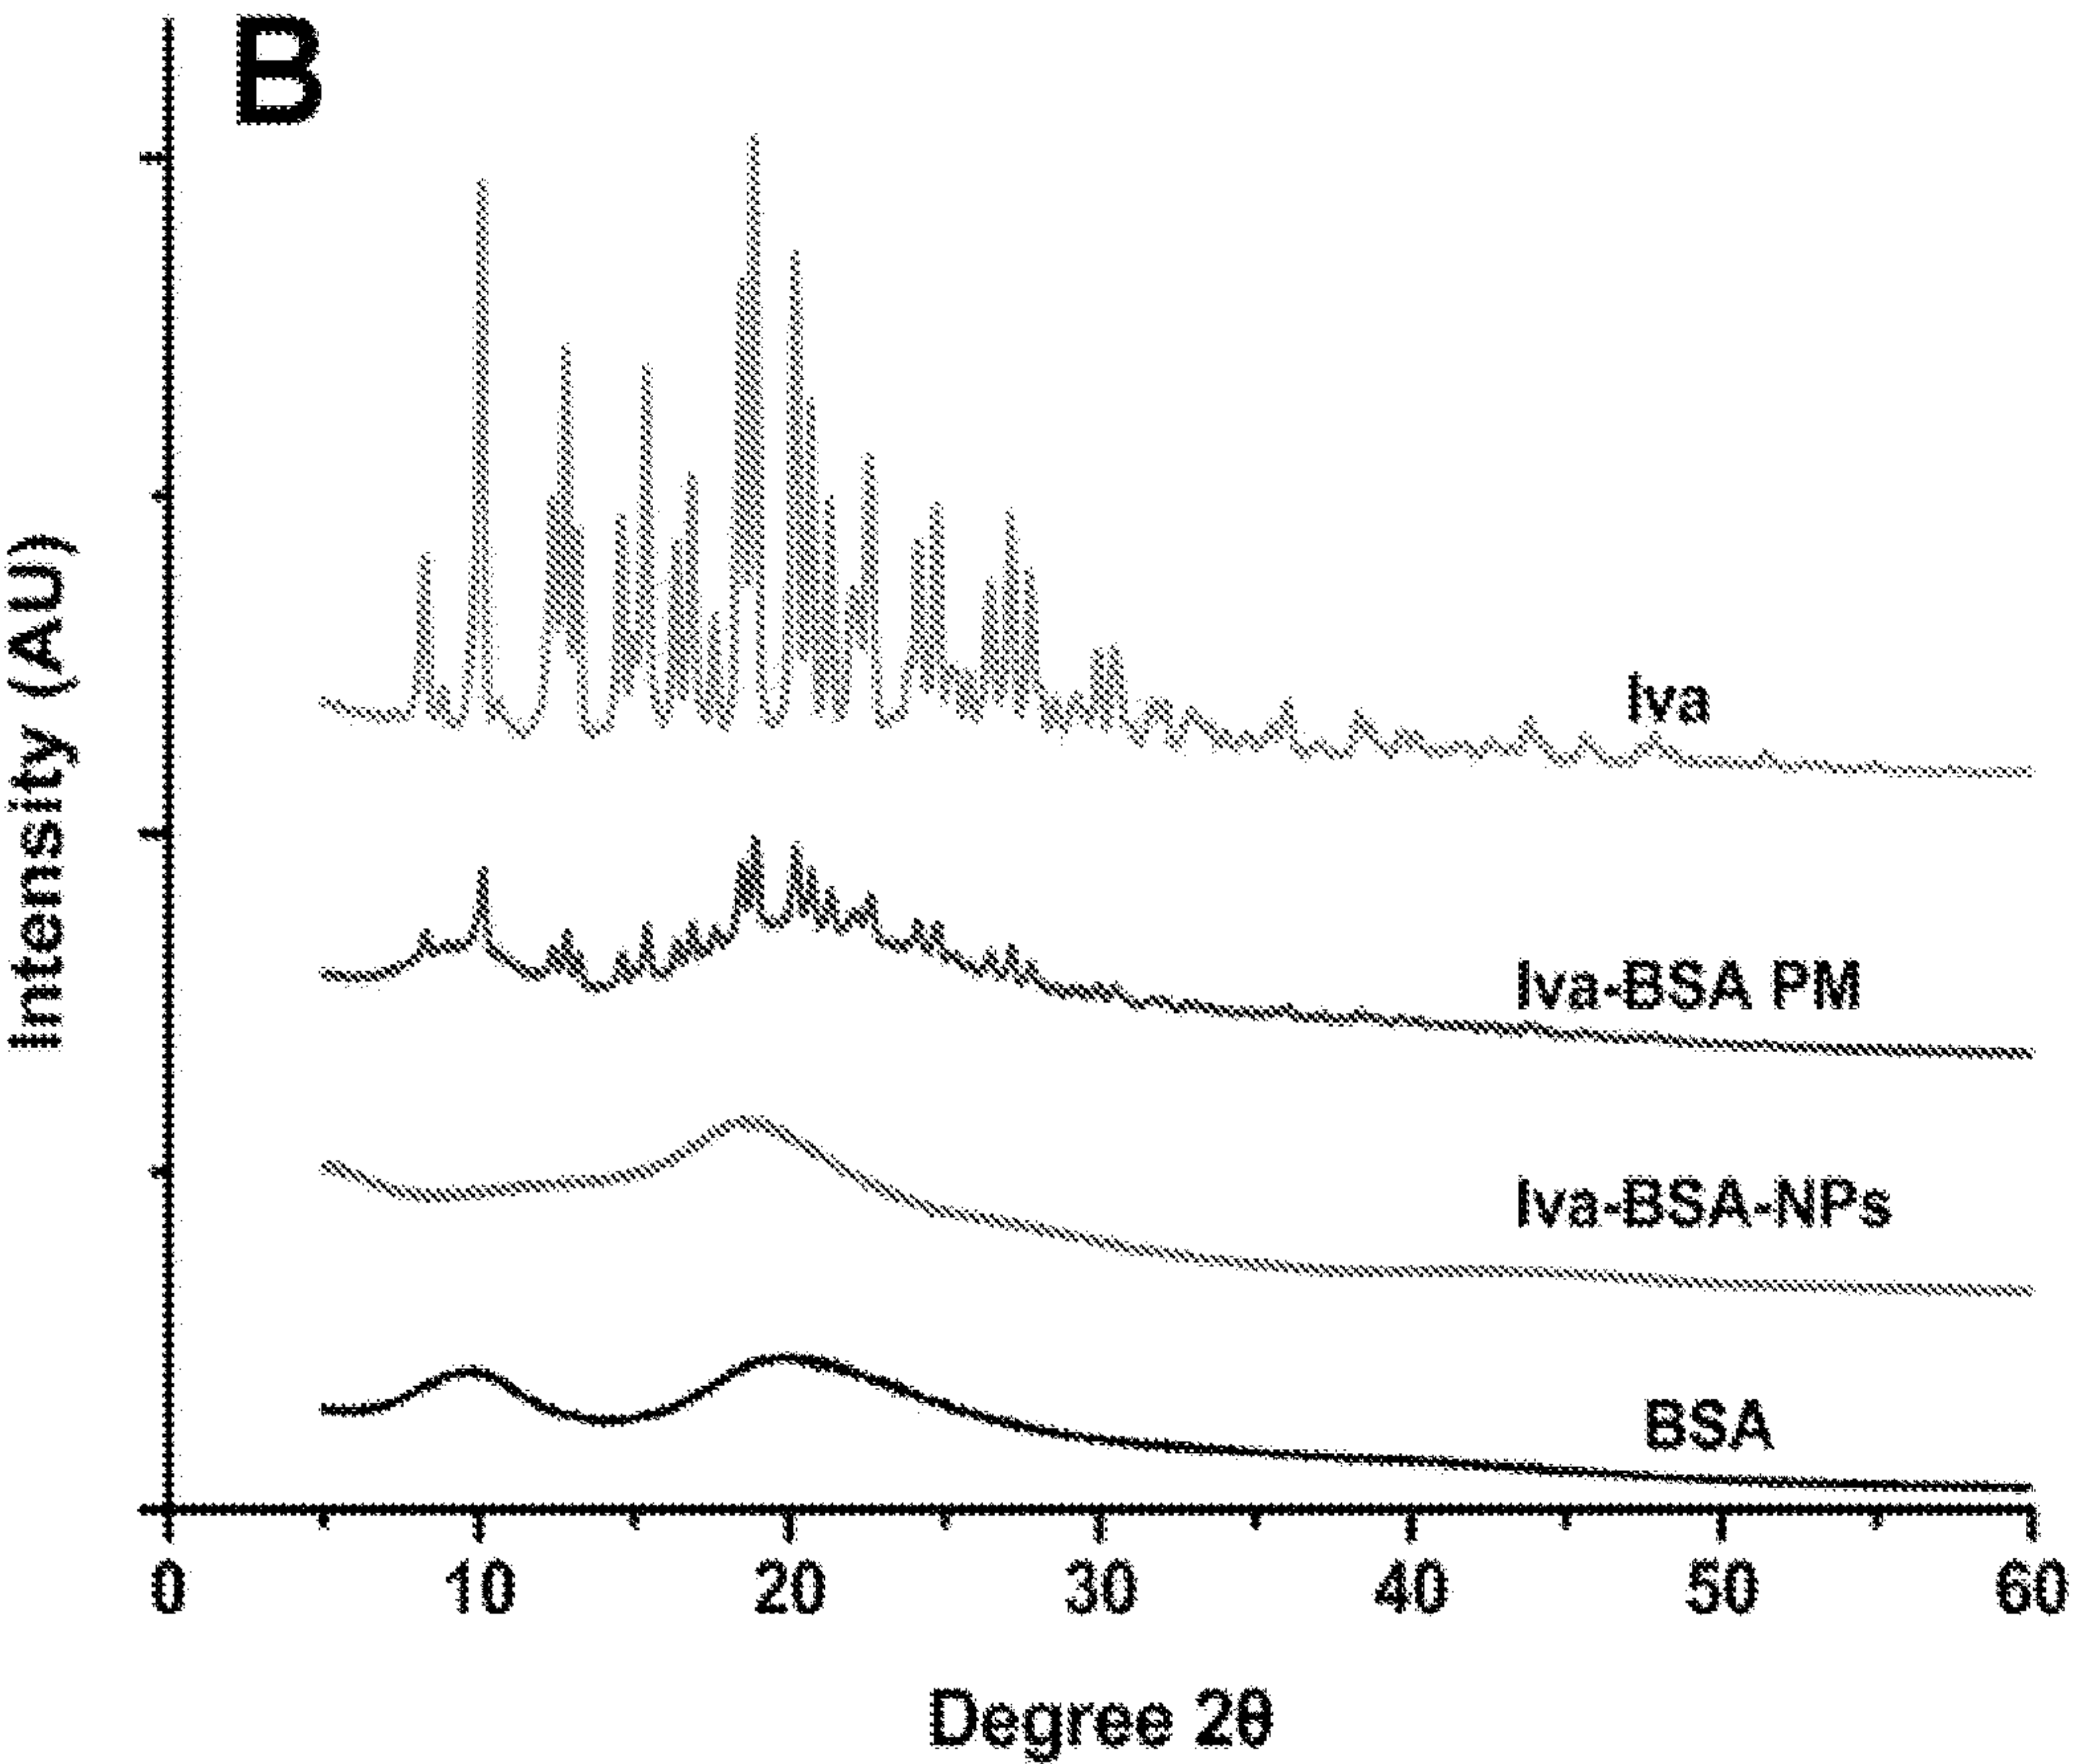 B
Intensity (AU)
Iva
Iva-BSA PM
Iva-BSA-NPs
BSA
0 10 20 30 40 50 60
Degree 2θ